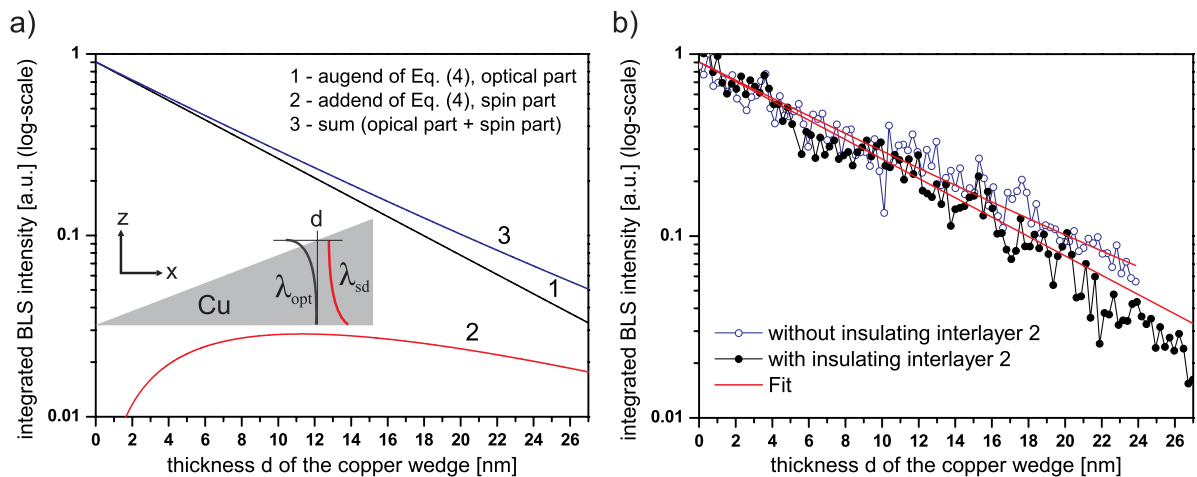 a)
integrated BLS intensity [a.u.] (log-scale)
1
0.1
0.01
1 - augend of Eq. (4), optical part
2 - addend of Eq. (4), spin part
3 - sum (opical part + spin part)
z
x
d
Cu
λopt
λsd
3
1
2
0 2 4 6 8 10 12 14 16 18 20 22 24 26
thickness d of the copper wedge [nm]
b)
integrated BLS intensity [a.u.] (log-scale)
1
0.1
0.01
without insulating interlayer 2
with insulating interlayer 2
Fit
0 2 4 6 8 10 12 14 16 18 20 22 24 26
thickness d of the copper wedge [nm]